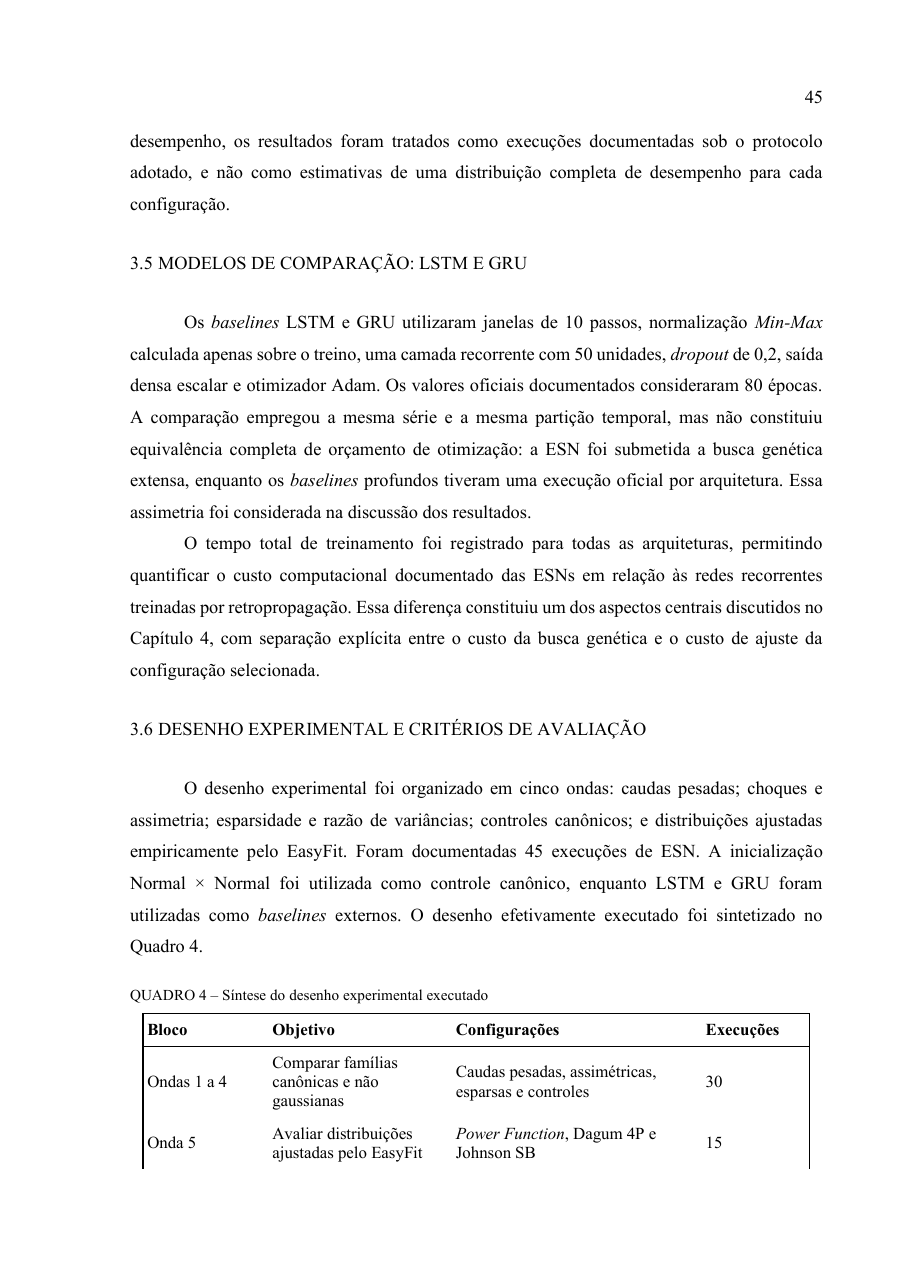 45
desempenho, os resultados foram tratados como execuções documentadas sob o protocolo
adotado, e não como estimativas de uma distribuição completa de desempenho para cada
configuração.
3.5 MODELOS DE COMPARAÇÃO: LSTM E GRU
Os baselines LSTM e GRU utilizaram janelas de 10 passos, normalização Min-Max
calculada apenas sobre o treino, uma camada recorrente com 50 unidades, dropout de 0,2, saída
densa escalar e otimizador Adam. Os valores oficiais documentados consideraram 80 épocas.
A comparação empregou a mesma série e a mesma partição temporal, mas não constituiu
equivalência completa de orçamento de otimização: a ESN foi submetida a busca genética
extensa, enquanto os baselines profundos tiveram uma execução oficial por arquitetura. Essa
assimetria foi considerada na discussão dos resultados.
O tempo total de treinamento foi registrado para todas as arquiteturas, permitindo
quantificar o custo computacional documentado das ESNs em relação às redes recorrentes
treinadas por retropropagação. Essa diferença constituiu um dos aspectos centrais discutidos no
Capítulo 4, com separação explícita entre o custo da busca genética e o custo de ajuste da
configuração selecionada.
3.6 DESENHO EXPERIMENTAL E CRITÉRIOS DE AVALIAÇÃO
O desenho experimental foi organizado em cinco ondas: caudas pesadas; choques e
assimetria; esparsidade e razão de variâncias; controles canônicos; e distribuições ajustadas
empiricamente pelo EasyFit. Foram documentadas 45 execuções de ESN. A inicialização
Normal × Normal foi utilizada como controle canônico, enquanto LSTM e GRU foram
utilizadas como baselines externos. O desenho efetivamente executado foi sintetizado no
Quadro 4.
QUADRO 4 – Síntese do desenho experimental executado
Bloco Objetivo Configurações Execuções
Ondas 1 a 4 Comparar famílias canônicas e não gaussianas Caudas pesadas, assimétricas, esparsas e controles 30
Onda 5 Avaliar distribuições ajustadas pelo EasyFit Power Function, Dagum 4P e Johnson SB 15